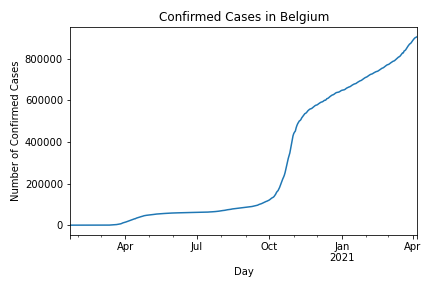 Confirmed Cases in Belgium
Number of Confirmed Cases
800000
600000
400000
200000
0
Apr Jul Oct Jan Apr
2021
Day